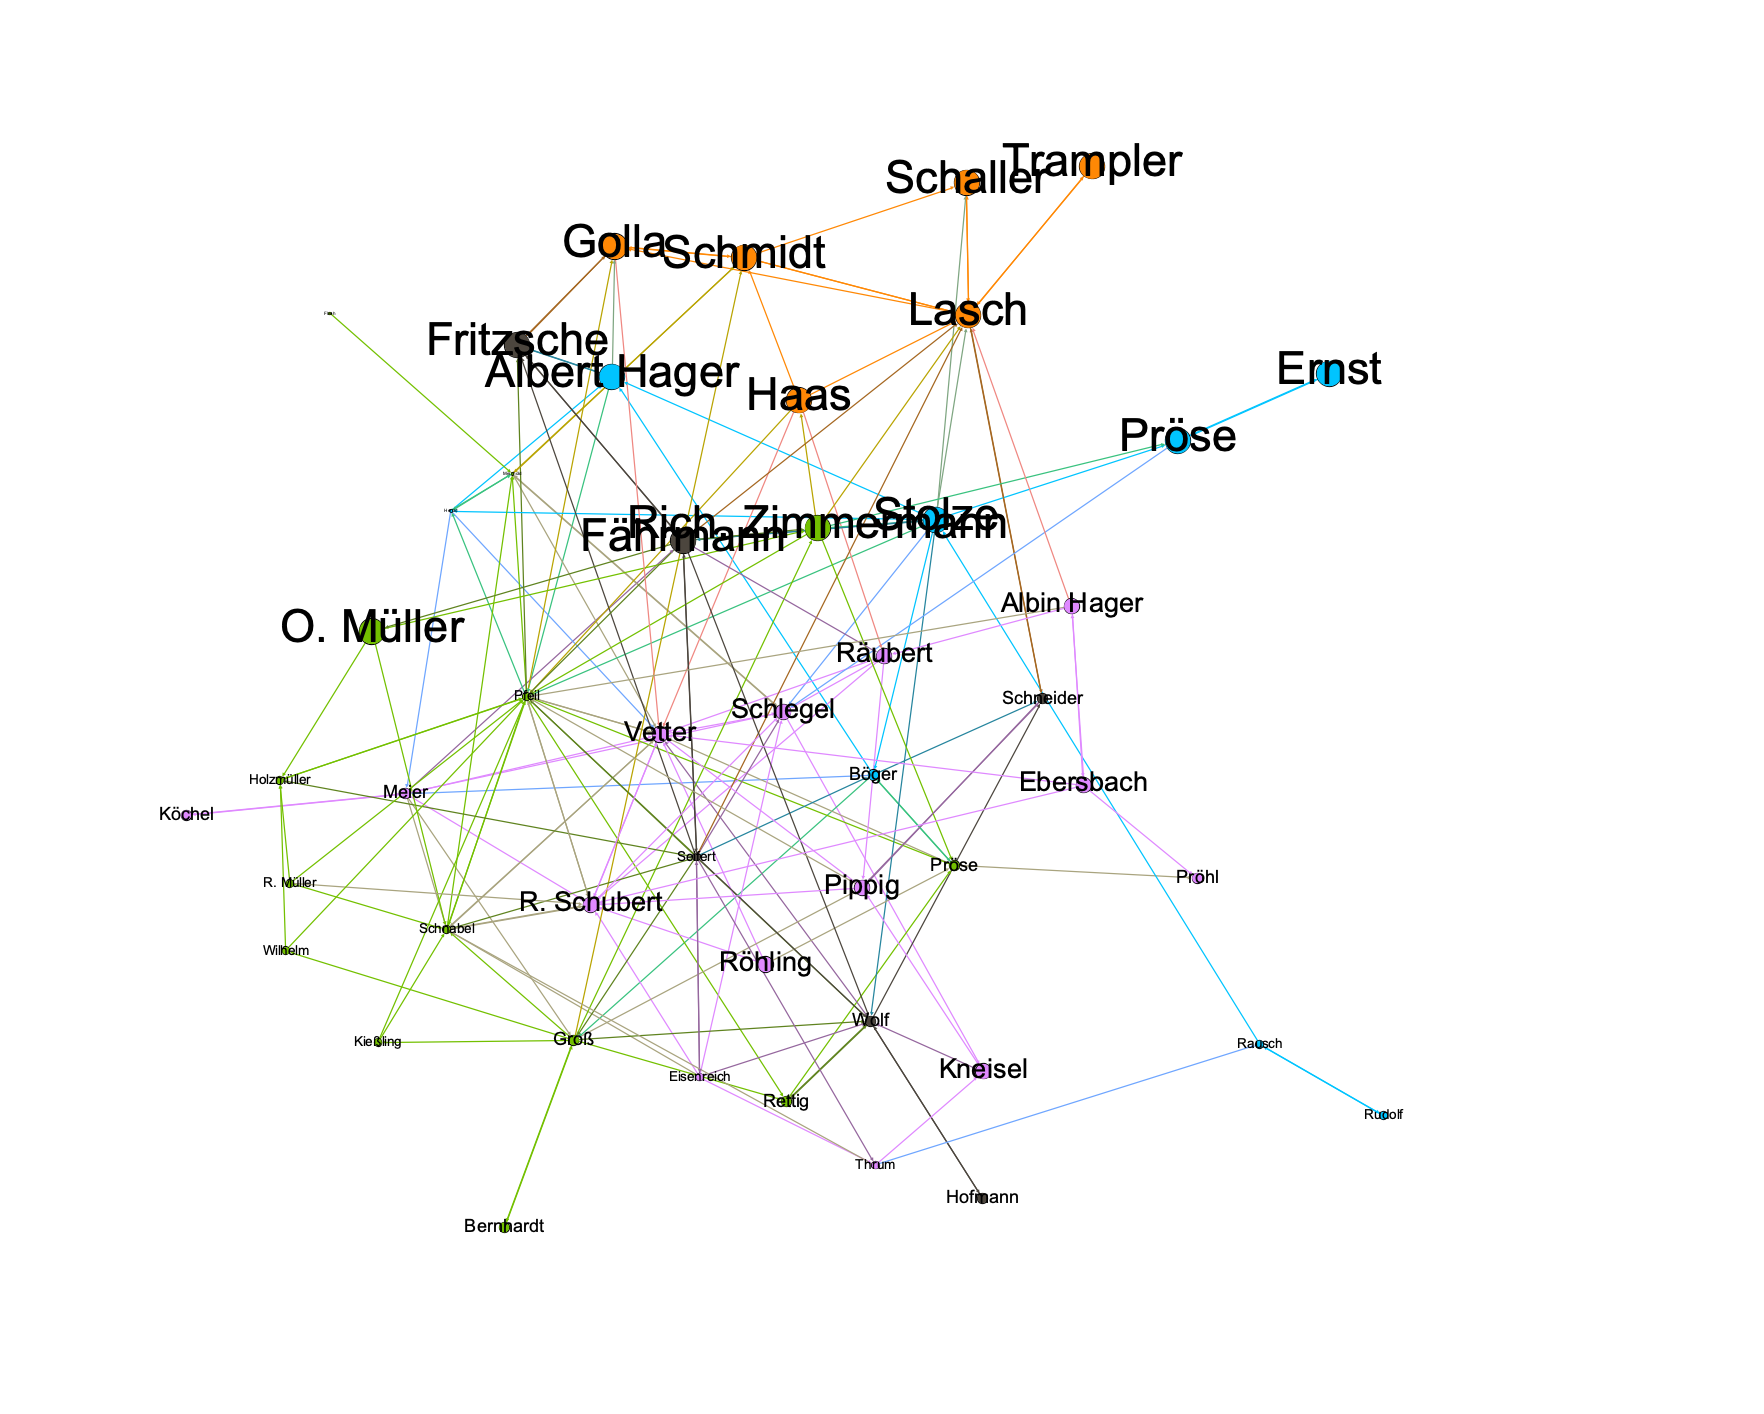 Trampler
Schaller
Golla
Schmidt
Lasch
Fritzsche
Albert Hager
Ernst
Haas
Pröse
Stolze
Rich. Zimmermann
Fährmann
Albin Hager
O. Müller
Räubert
Pfeil
Schneider
Schlegel
Vetter
Böger
Holzmüller
Ebersbach
Meier
Köchel
Seifert
Pröse
Pröhl
R. Müller
Pippig
R. Schubert
Schnabel
Wilhelm
Röhling
Wolf
Groß
Kießling
Rausch
Kneisel
Eisenreich
Rettig
Rudolf
Thrum
Hofmann
Bernhardt